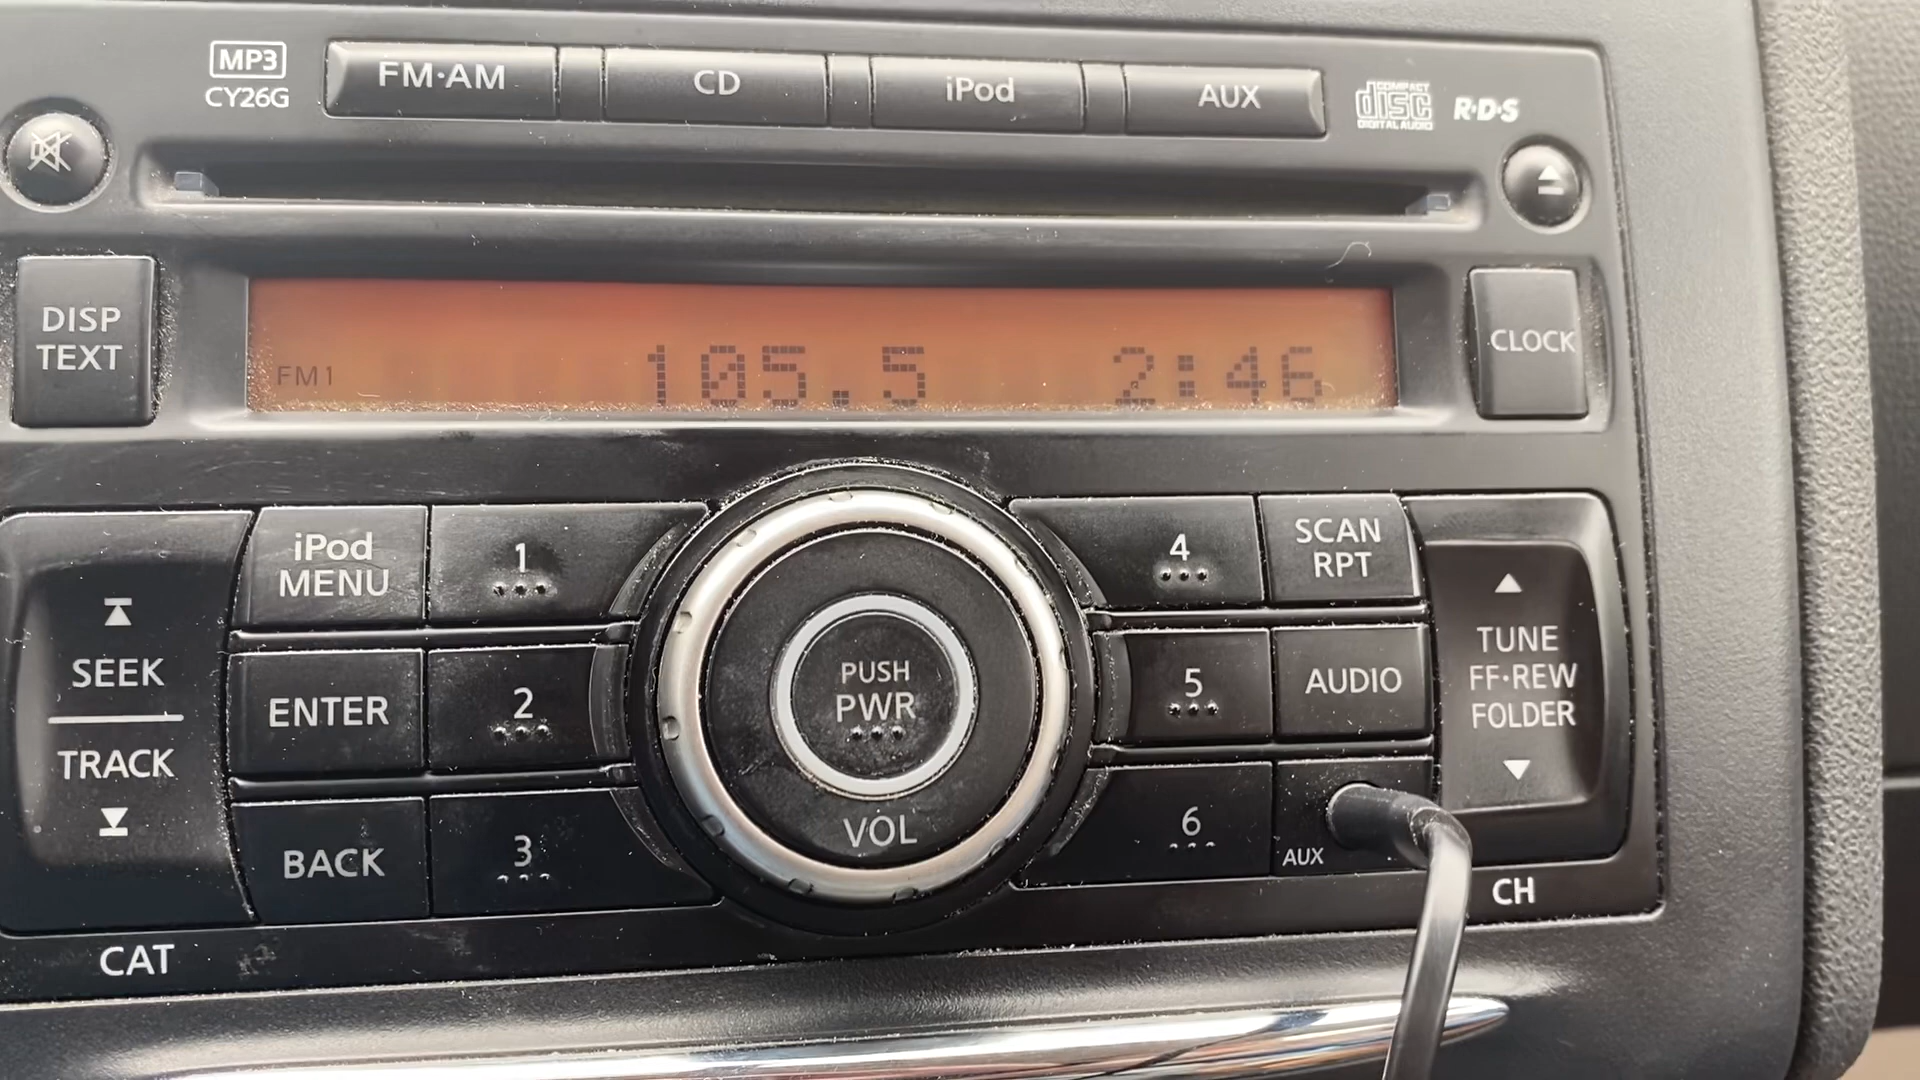 MP3
CY26G
FM·AM
CD
iPod
AUX
COMPACT
disc
DIGITAL AUDIO
R·D·S
DISP
TEXT
FM1
105.5
2:46
CLOCK
SEEK
TRACK
CAT
iPod
MENU
ENTER
BACK
1
2
3
PUSH
PWR
VOL
4
5
6
SCAN
RPT
AUDIO
AUX
TUNE
FF·REW
FOLDER
CH